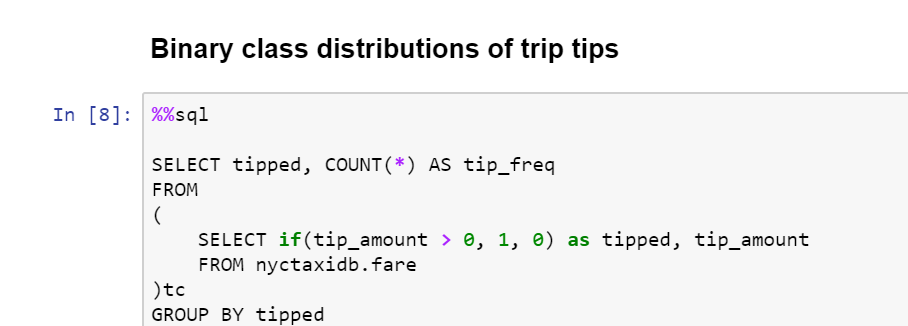 Binary class distributions of trip tips
In [8]: %%sql
SELECT tipped, COUNT(*) AS tip_freq
FROM
(
    SELECT if(tip_amount > 0, 1, 0) as tipped, tip_amount
    FROM nyctaxidb.fare
)tc
GROUP BY tipped